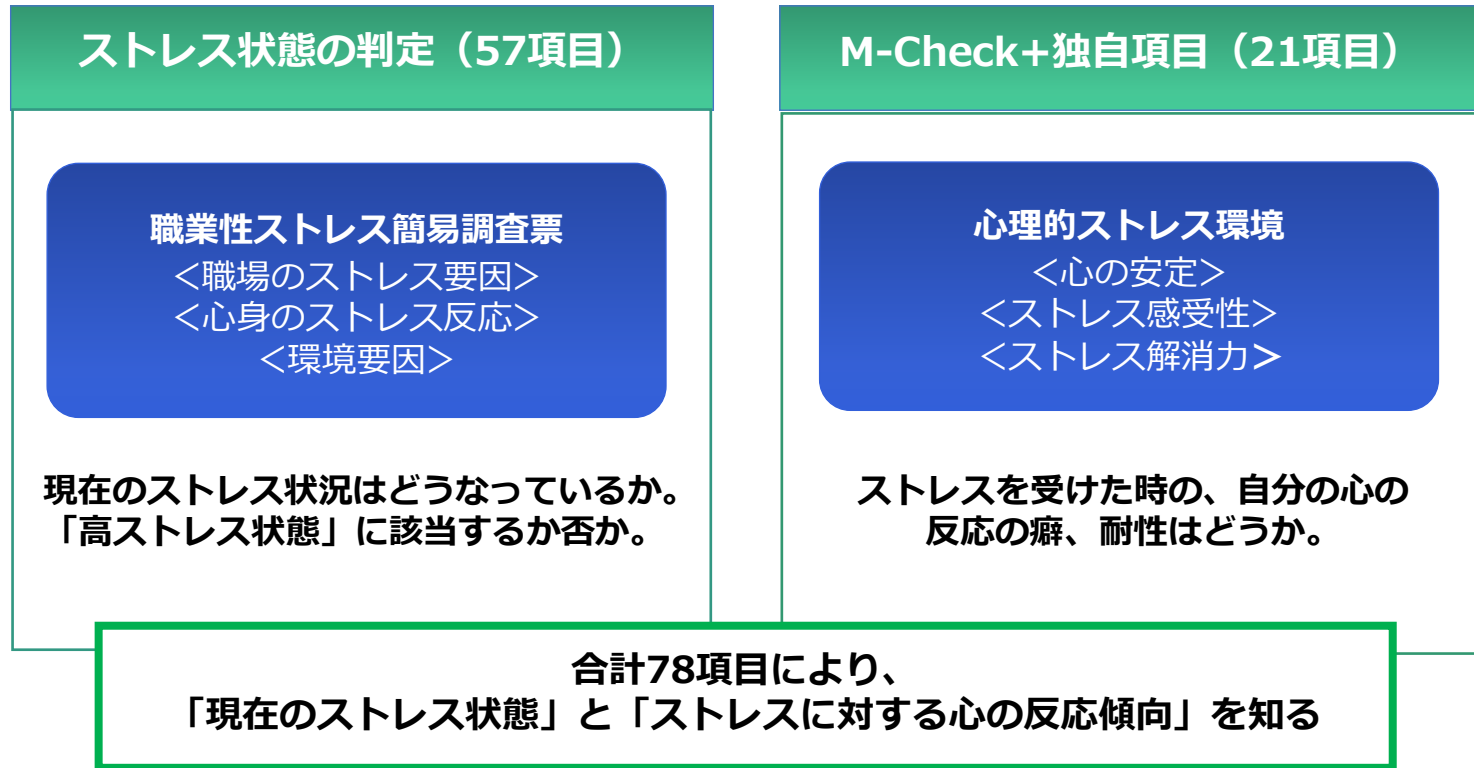 ストレス状態の判定（57項目）
職業性ストレス簡易調査票
＜職場のストレス要因＞
＜心身のストレス反応＞
＜環境要因＞
現在のストレス状況はどうなっているか。
「高ストレス状態」に該当するか否か。
M-Check+独自項目（21項目）
心理的ストレス環境
＜心の安定＞
＜ストレス感受性＞
＜ストレス解消力＞
ストレスを受けた時の、自分の心の
反応の癖、耐性はどうか。
合計78項目により、
「現在のストレス状態」と「ストレスに対する心の反応傾向」を知る